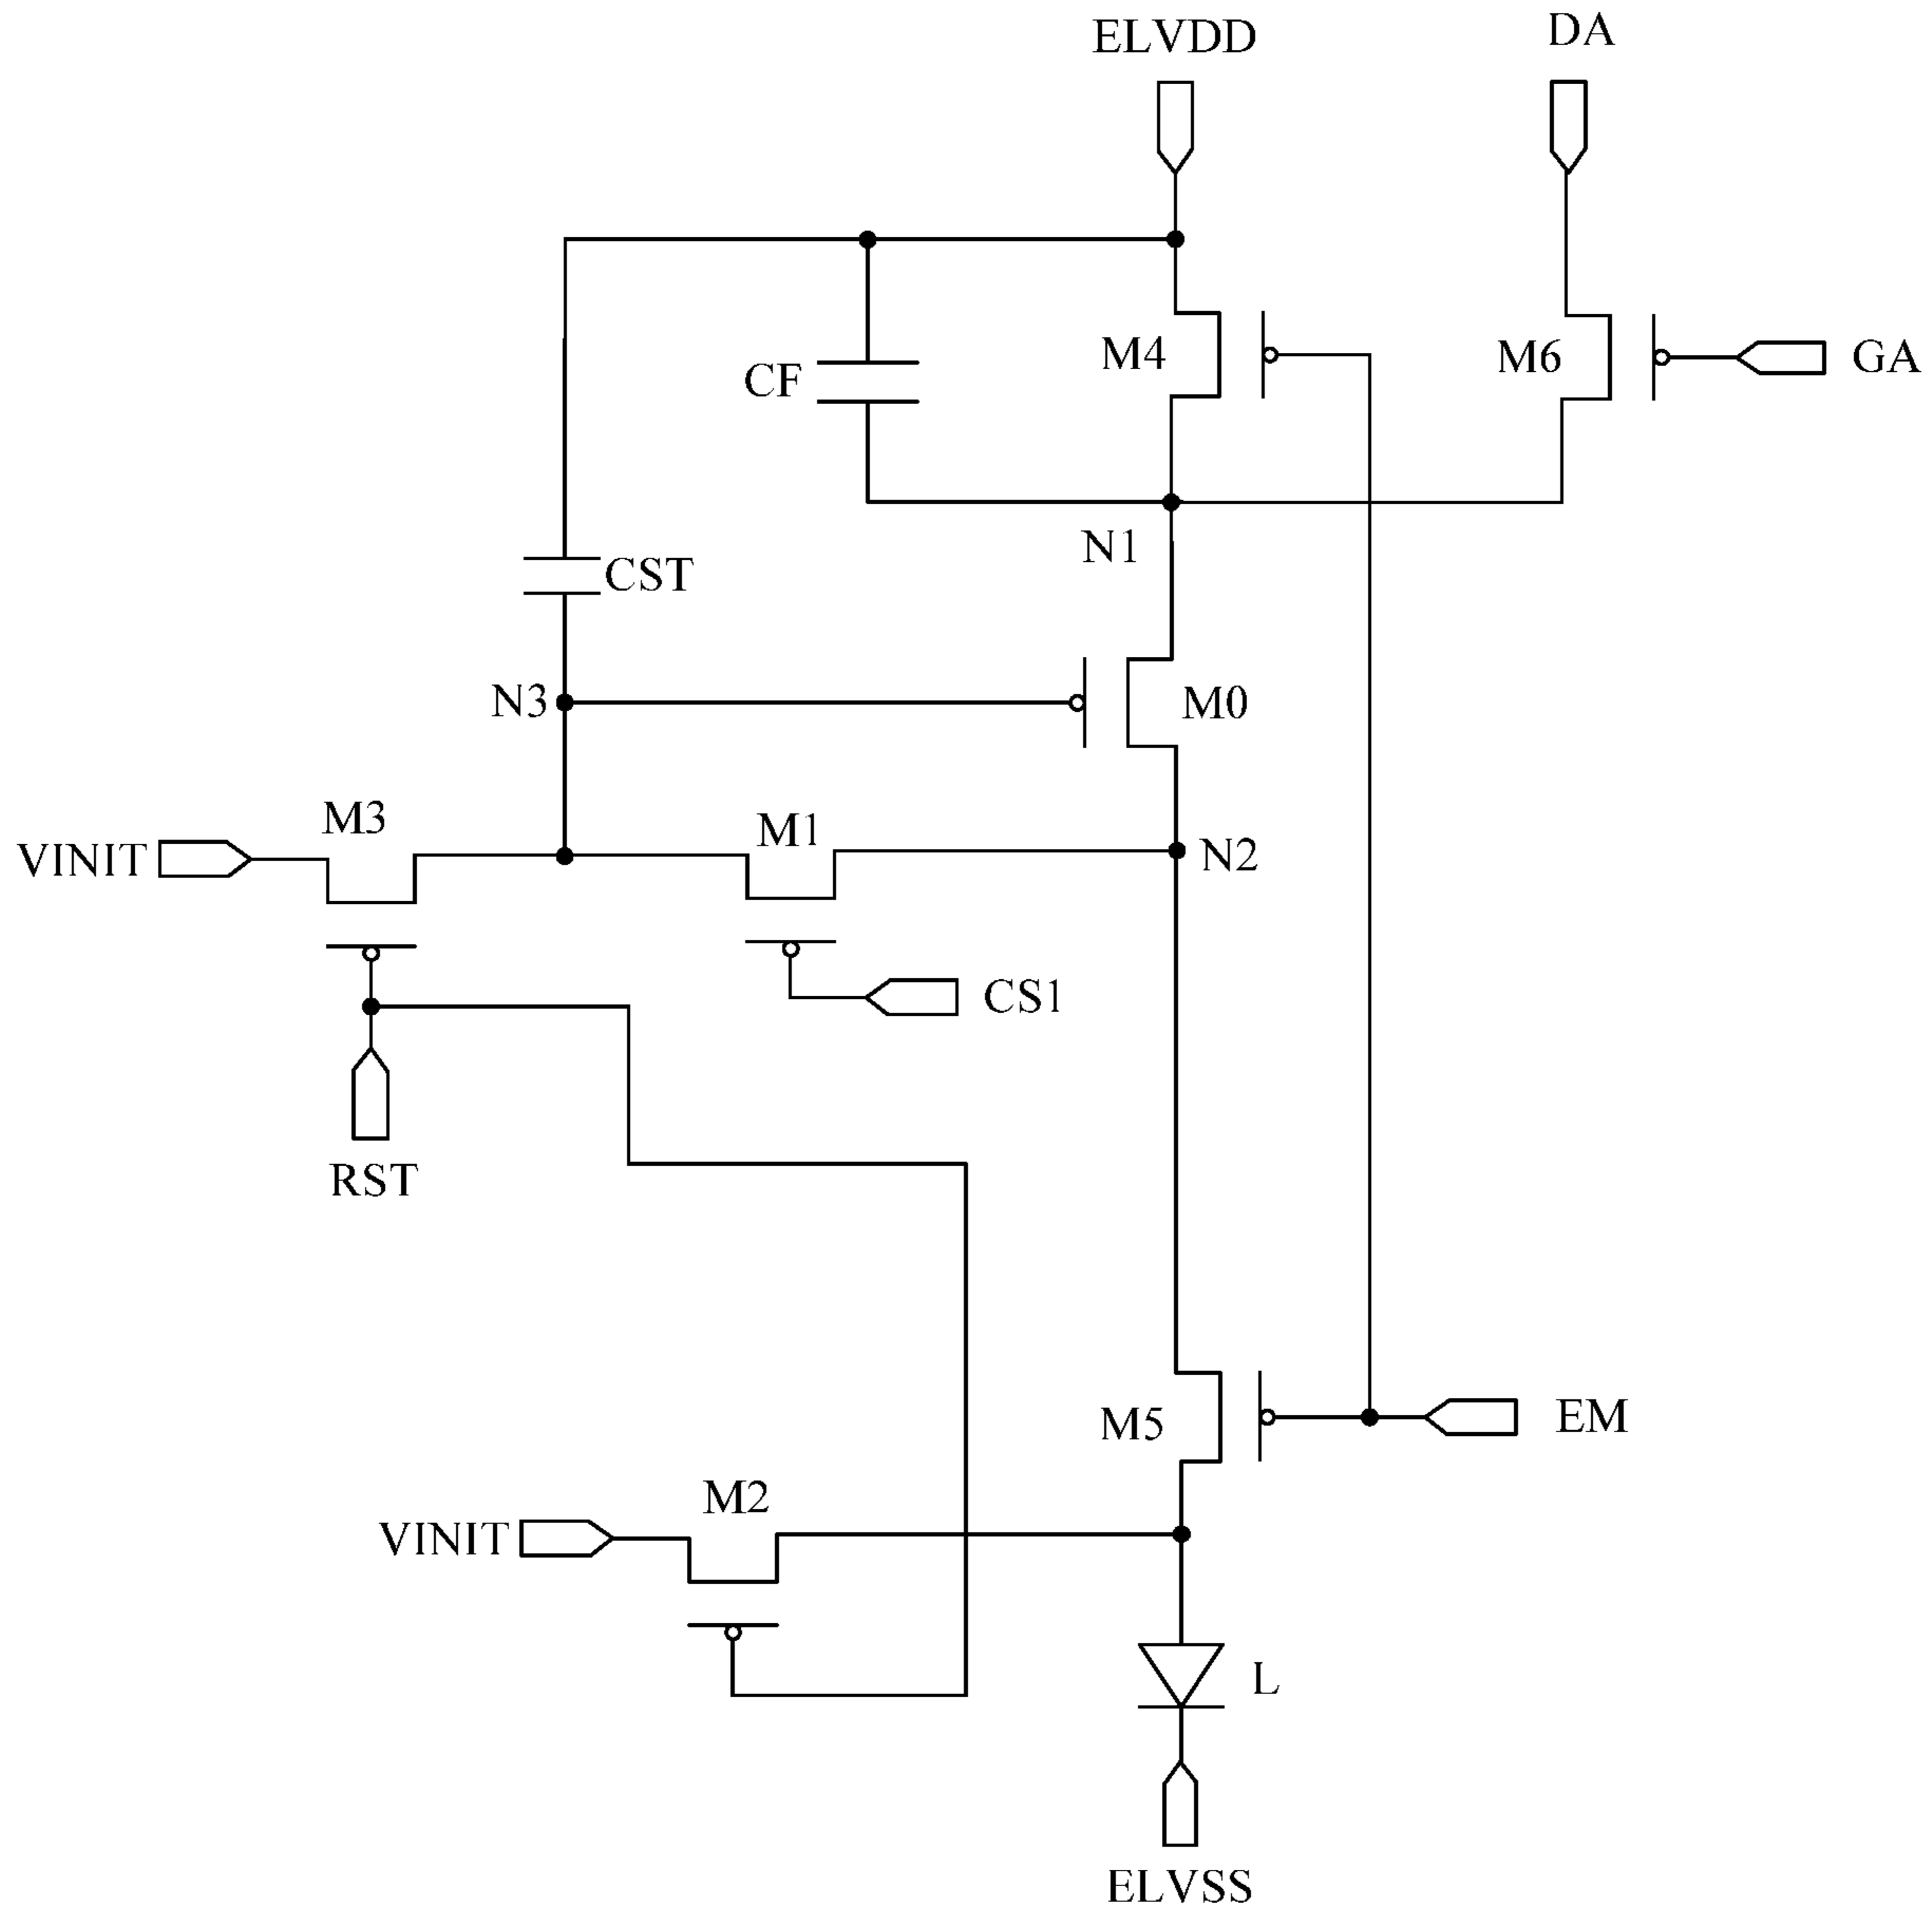 ELVDD
DA
M4
M6
GA
CF
N1
CST
N3
M0
M3
M1
VINIT
N2
CS1
RST
M5
EM
M2
VINIT
L
ELVSS